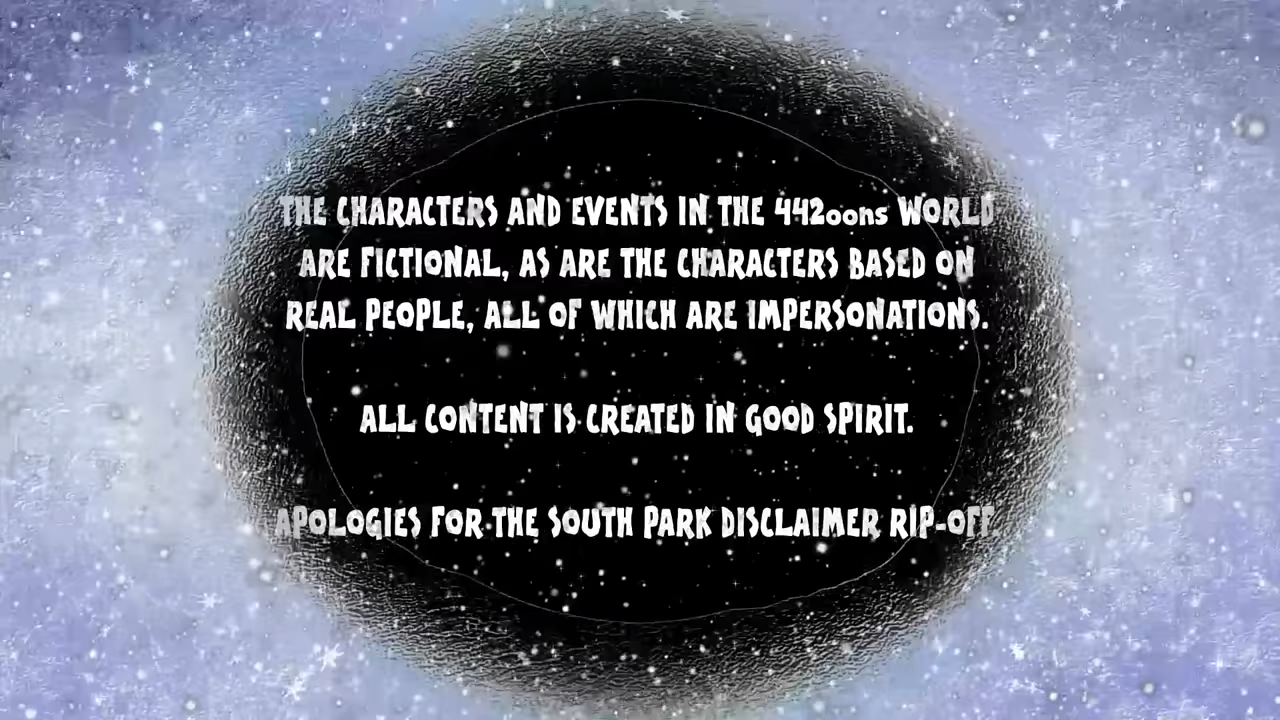 THE CHARACTERS AND EVENTS IN THE 442oons WORLD
ARE FICTIONAL, AS ARE THE CHARACTERS BASED ON
REAL PEOPLE, ALL OF WHICH ARE IMPERSONATIONS.
ALL CONTENT IS CREATED IN GOOD SPIRIT.
APOLOGIES FOR THE SOUTH PARK DISCLAIMER RIP-OFF